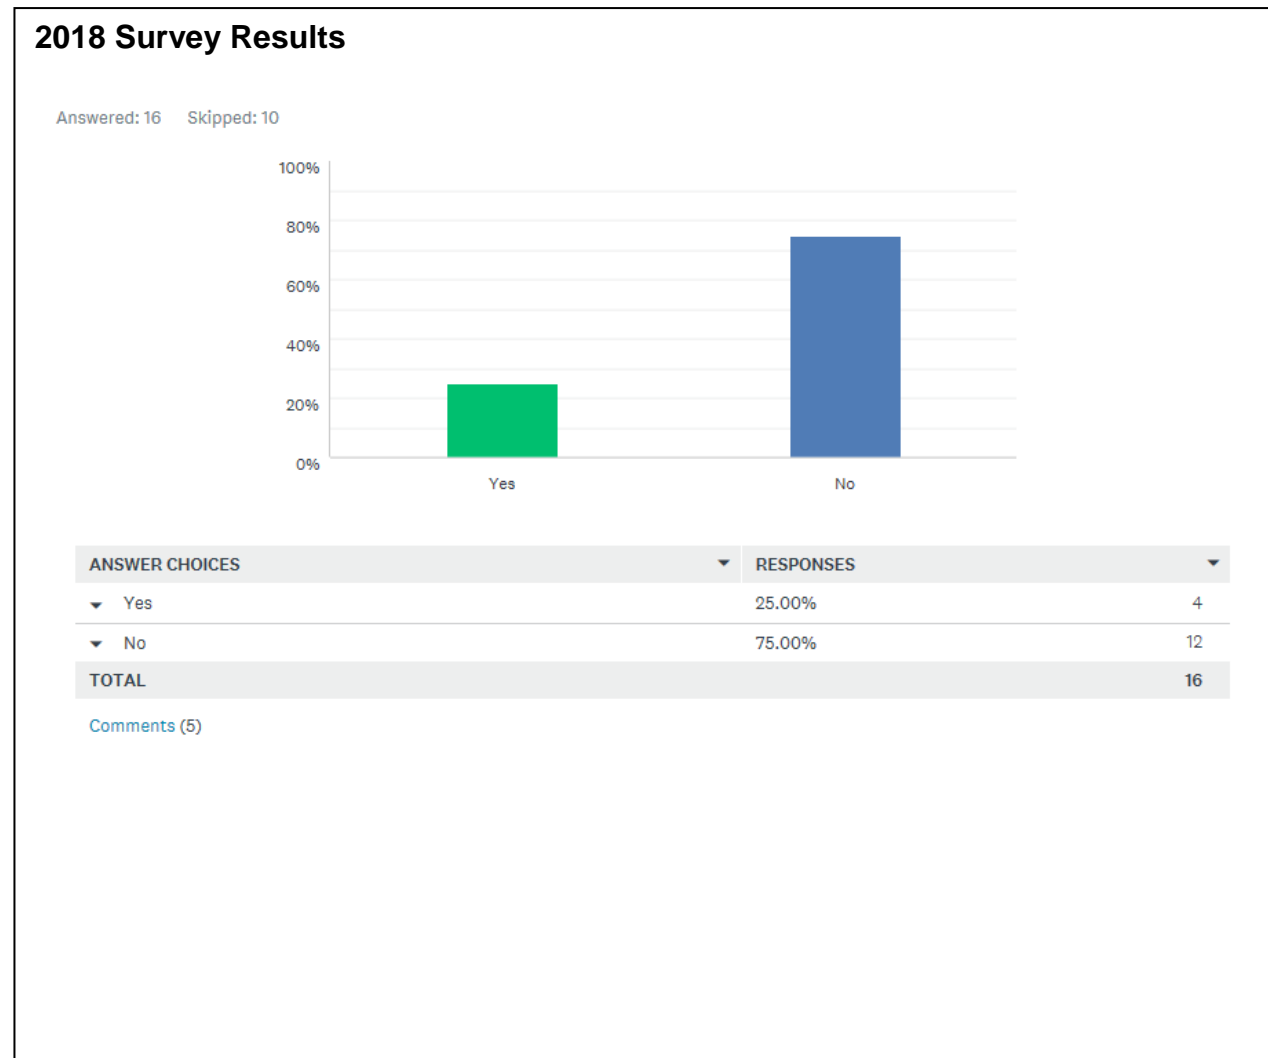 2018 Survey Results
Answered: 16 Skipped: 10
100%
80%
60%
40%
20%
0%
Yes No
ANSWER CHOICES RESPONSES
Yes 25.00% 4
No 75.00% 12
TOTAL 16
Comments (5)